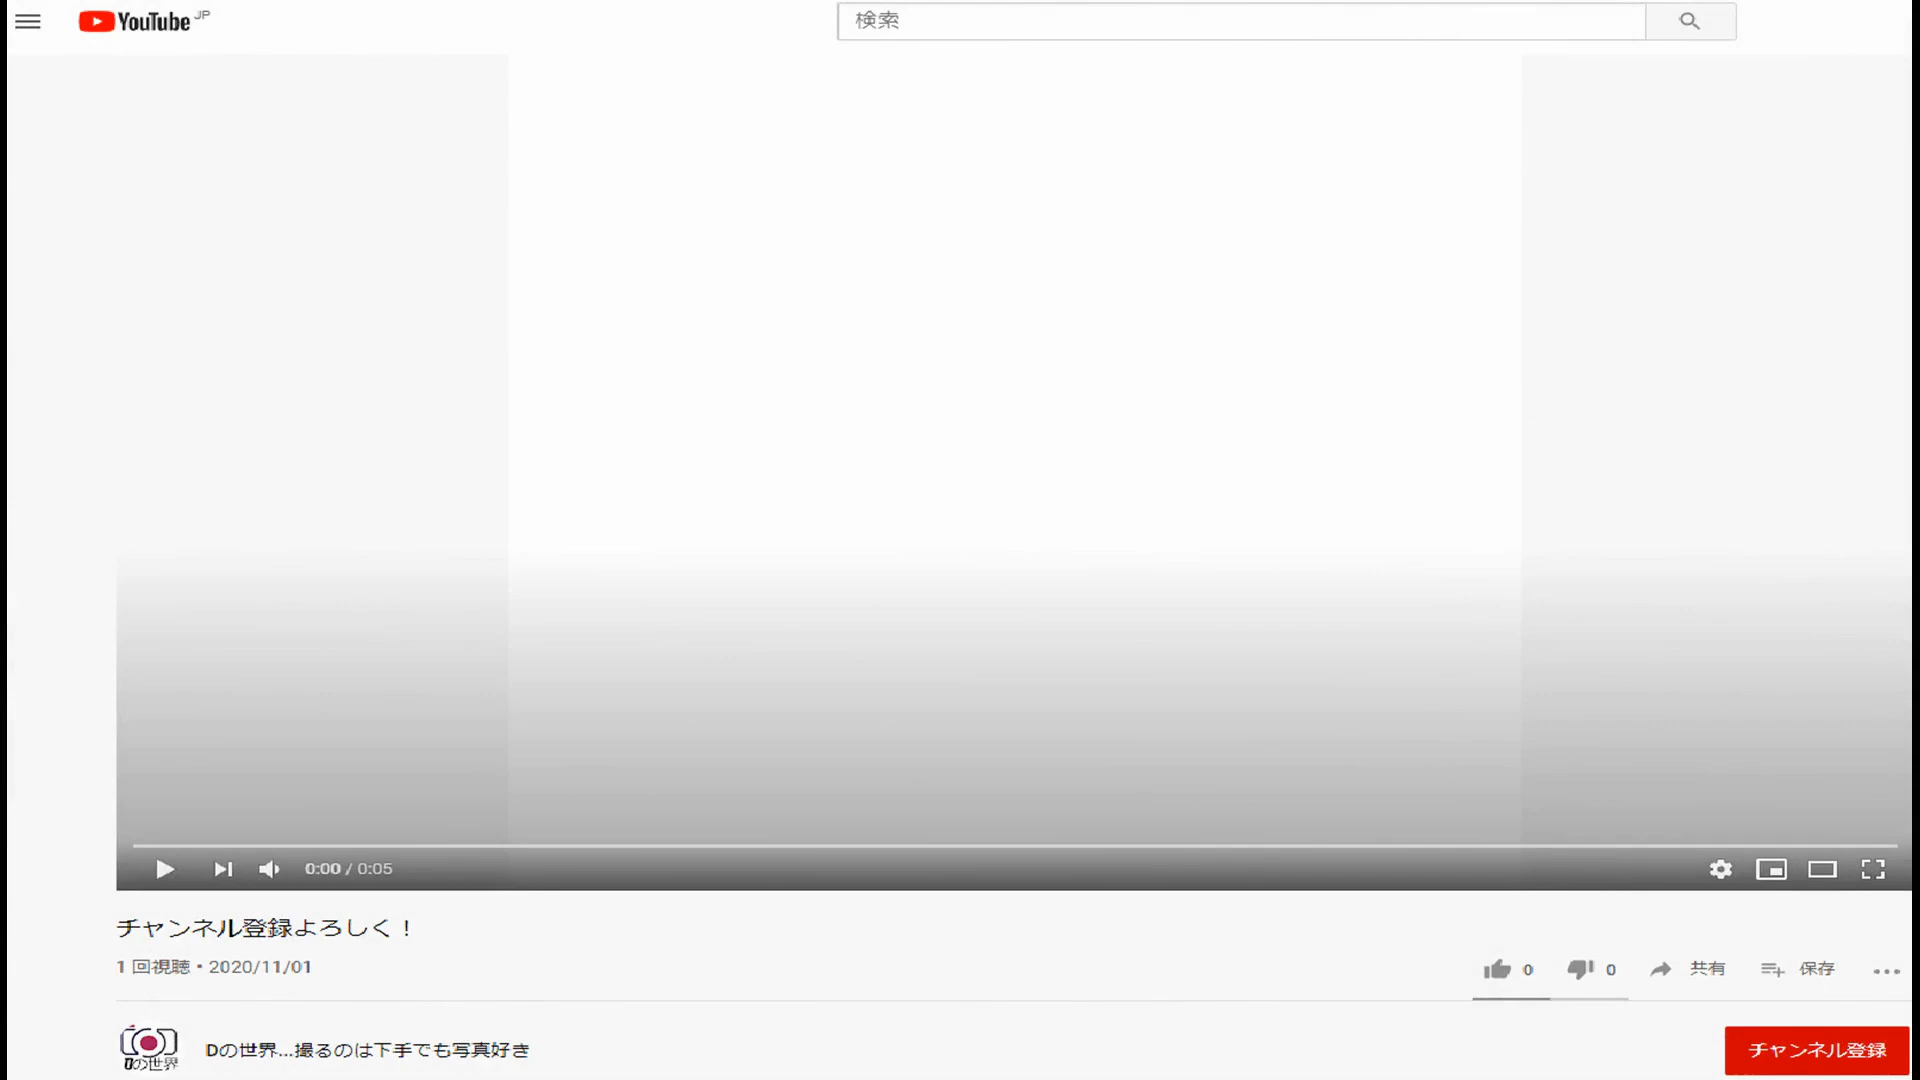 YouTube JP
検索
0:00 / 0:05
チャンネル登録よろしく！
1 回視聴・2020/11/01
0 0 共有 保存
Dの世界
Dの世界...撮るのは下手でも写真好き
チャンネル登録